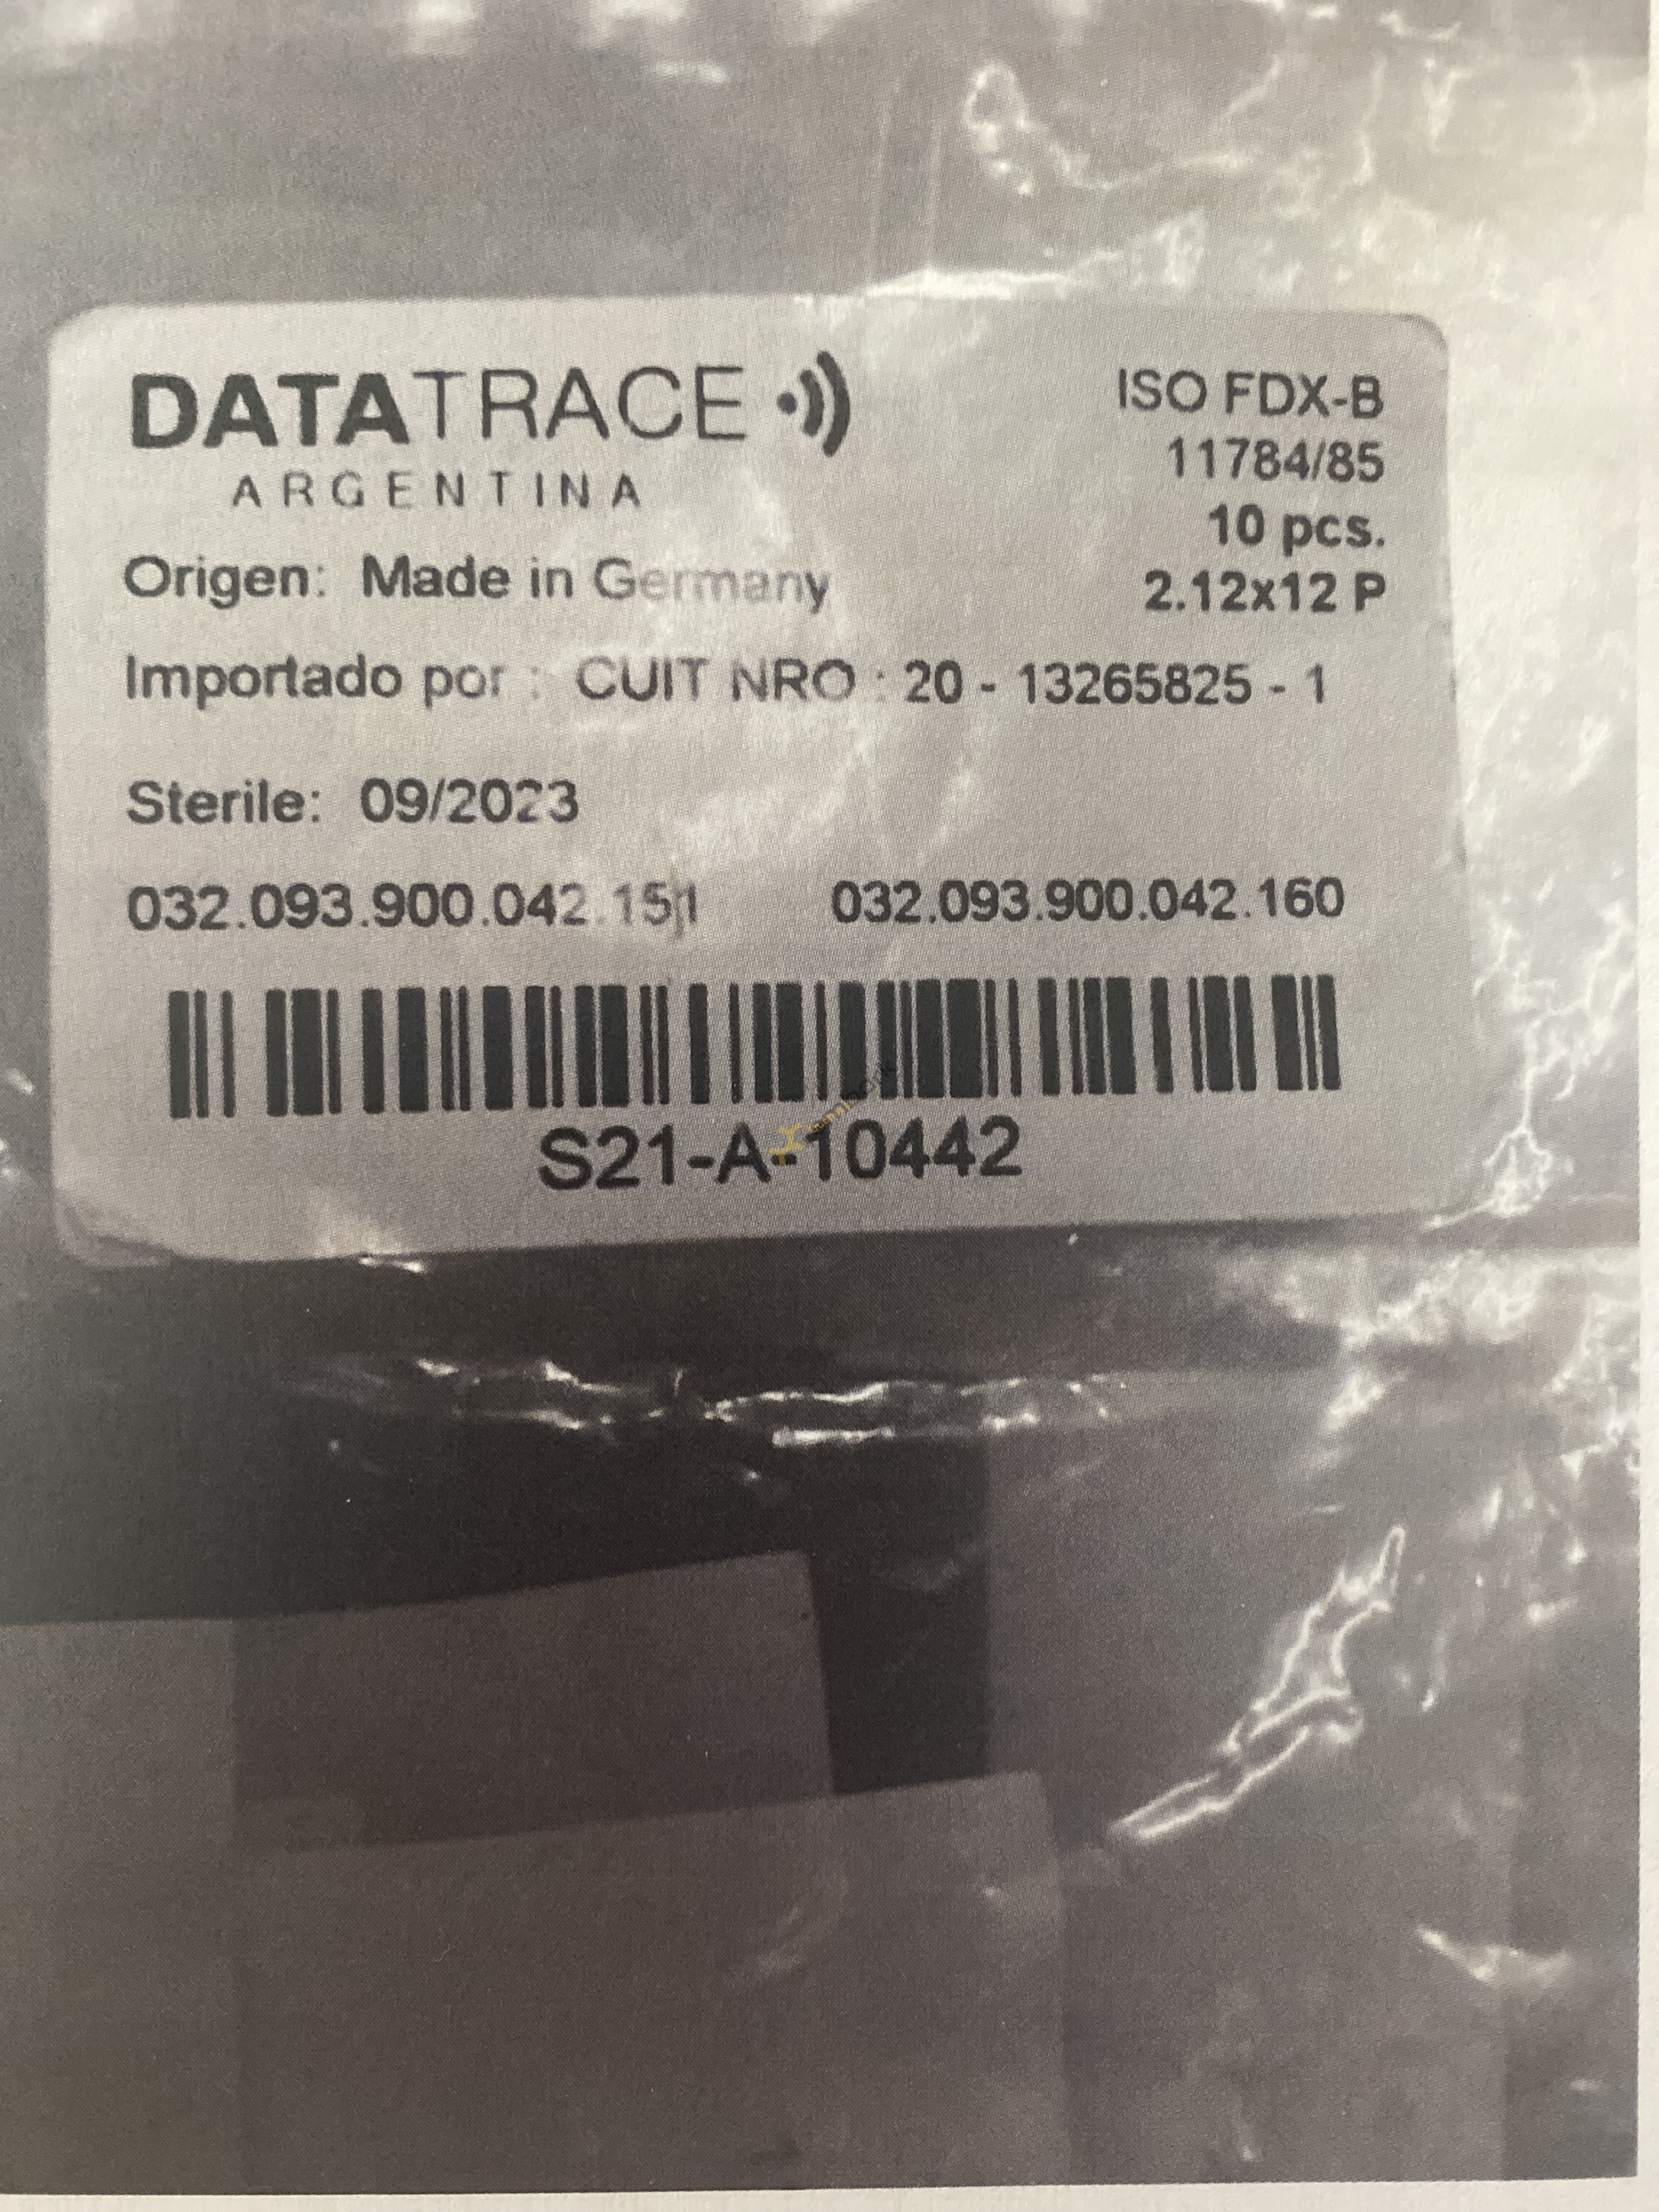 DATATRACE
ARGENTINA
ISO FDX-B
11784/85
10 pcs.
2.12x12 P
Origen: Made in Germany
Importado por : CUIT NRO : 20 - 13265825 - 1
Sterile: 09/2023
032.093.900.042.151 032.093.900.042.160
S21-A-10442